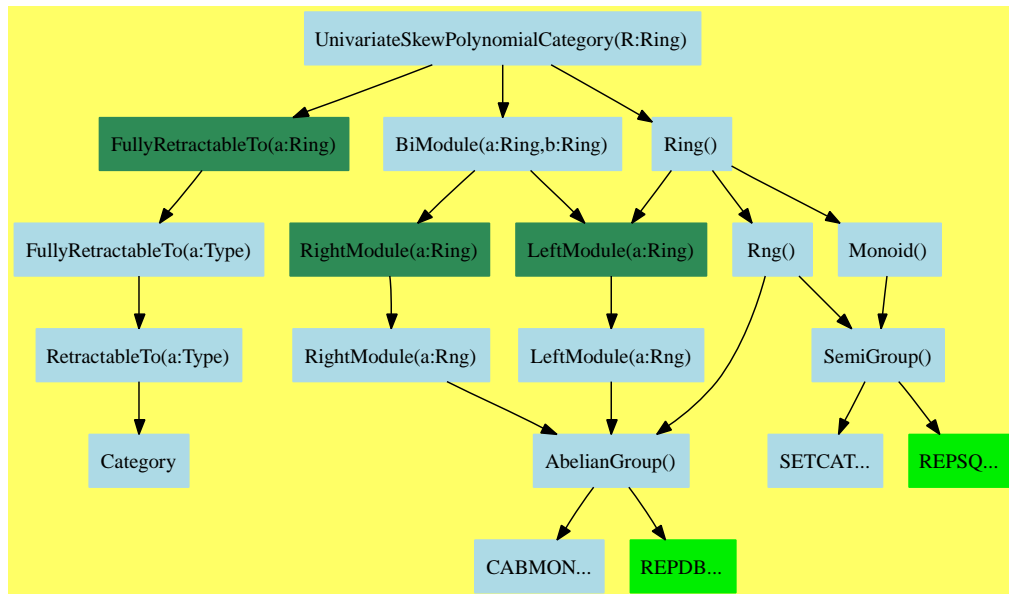 UnivariateSkewPolynomialCategory(R:Ring)
FullyRetractableTo(a:Ring)
BiModule(a:Ring,b:Ring)
Ring()
FullyRetractableTo(a:Type)
RightModule(a:Ring)
LeftModule(a:Ring)
Rng()
Monoid()
RetractableTo(a:Type)
RightModule(a:Rng)
LeftModule(a:Rng)
SemiGroup()
Category
AbelianGroup()
SETCAT...
REPSQ...
CABMON...
REPDB...